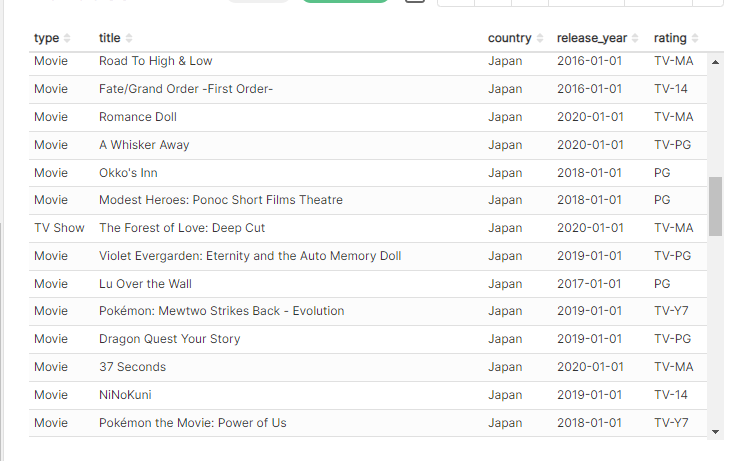 type title country release_year rating
Movie Road To High & Low Japan 2016-01-01 TV-MA
Movie Fate/Grand Order -First Order- Japan 2016-01-01 TV-14
Movie Romance Doll Japan 2020-01-01 TV-MA
Movie A Whisker Away Japan 2020-01-01 TV-PG
Movie Okko's Inn Japan 2018-01-01 PG
Movie Modest Heroes: Ponoc Short Films Theatre Japan 2018-01-01 PG
TV Show The Forest of Love: Deep Cut Japan 2020-01-01 TV-MA
Movie Violet Evergarden: Eternity and the Auto Memory Doll Japan 2019-01-01 TV-PG
Movie Lu Over the Wall Japan 2017-01-01 PG
Movie Pokémon: Mewtwo Strikes Back - Evolution Japan 2019-01-01 TV-Y7
Movie Dragon Quest Your Story Japan 2019-01-01 TV-PG
Movie 37 Seconds Japan 2020-01-01 TV-MA
Movie NiNoKuni Japan 2019-01-01 TV-14
Movie Pokémon the Movie: Power of Us Japan 2018-01-01 TV-Y7